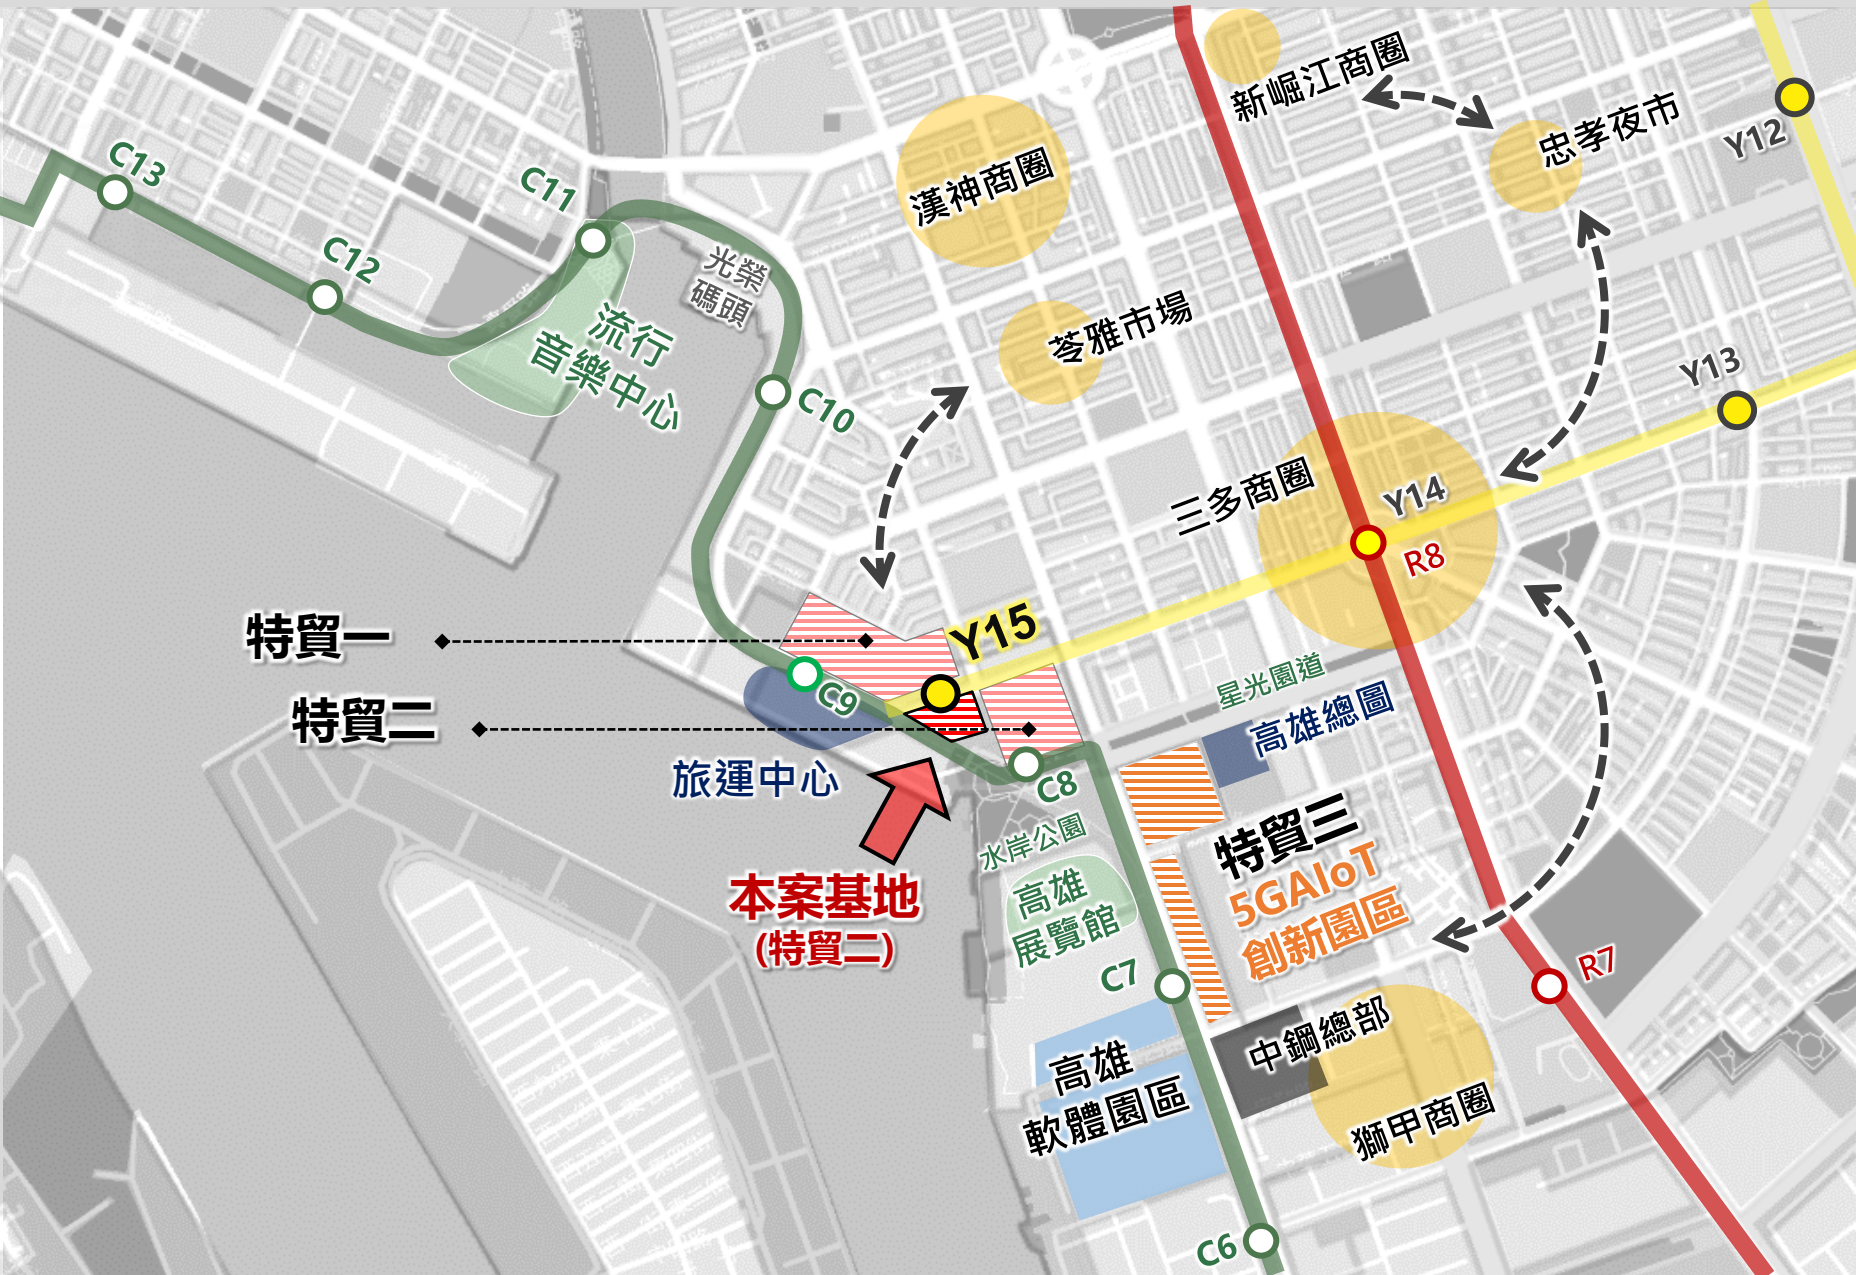 新崛江商圈
忠孝夜市
Y12
C13
C11
漢神商圈
C12
光榮
碼頭
流行
音樂中心
苓雅市場
Y13
C10
三多商圈
Y14
R8
特貿一
Y15
星光園道
C9
特貿二
高雄總圖
旅運中心
C8
水岸公園
特貿三
5GAIoT
創新園區
本案基地
(特貿二)
高雄
展覽館
C7
R7
中鋼總部
高雄
軟體園區
獅甲商圈
C6